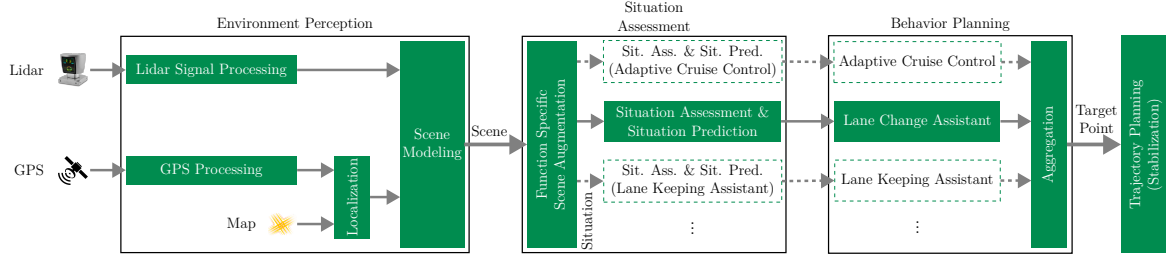 Environment Perception
Situation
Assessment
Behavior Planning
Lidar
Lidar Signal Processing
GPS
GPS Processing
Map
Localization
Scene
Modeling
Scene
Function Specific
Scene Augmentation
Situation
Sit. Ass. & Sit. Pred.
(Adaptive Cruise Control)
Situation Assessment &
Situation Prediction
Sit. Ass. & Sit. Pred.
(Lane Keeping Assistant)
⋮
Adaptive Cruise Control
Lane Change Assistant
Lane Keeping Assistant
⋮
Aggregation
Target
Point
Trajectory Planning
(Stabilization)